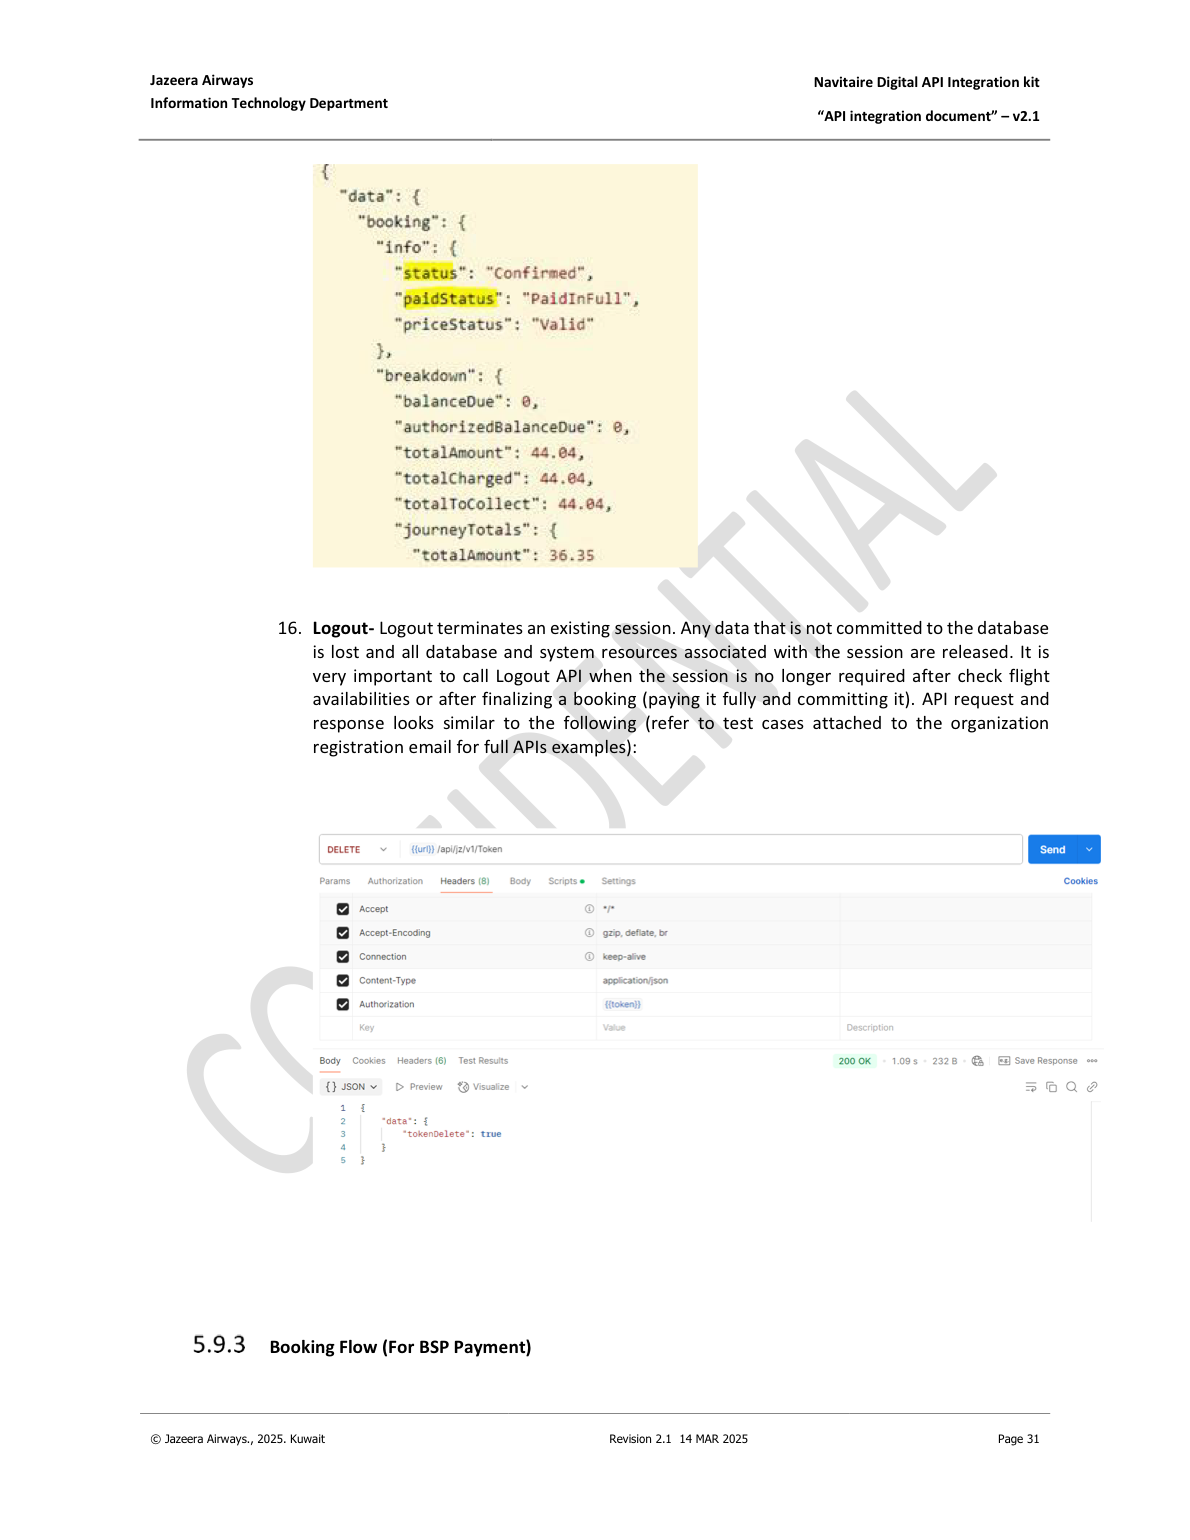 Jazeera Airways
Information Technology Department
Navitaire Digital API Integration kit
“API integration document” – v2.1
{
"data": {
"booking": {
"info": {
"status": "Confirmed",
"paidStatus": "PaidInFull",
"priceStatus": "Valid"
},
"breakdown": {
"balanceDue": 0,
"authorizedBalanceDue": 0,
"totalAmount": 44.04,
"totalCharged": 44.04,
"totalToCollect": 44.04,
"journeyTotals": {
"totalAmount": 36.35
16. Logout- Logout terminates an existing session. Any data that is not committed to the database
is lost and all database and system resources associated with the session are released. It is
very important to call Logout API when the session is no longer required after check flight
availabilities or after finalizing a booking (paying it fully and committing it). API request and
response looks similar to the following (refer to test cases attached to the organization
registration email for full APIs examples):
CONFIDENTIAL
DELETE {{url}} /api/jz/v1/Token Send
Params Authorization Headers (8) Body Scripts Settings Cookies
Accept */*
Accept-Encoding gzip, deflate, br
Connection keep-alive
Content-Type application/json
Authorization {{token}}
Key Value Description
Body Cookies Headers (6) Test Results 200 OK 1.09 s 232 B Save Response
{} JSON Preview Visualize
1 {
2 "data": {
3 "tokenDelete": true
4 }
5 }
5.9.3 Booking Flow (For BSP Payment)
© Jazeera Airways., 2025. Kuwait Revision 2.1 14 MAR 2025 Page 31